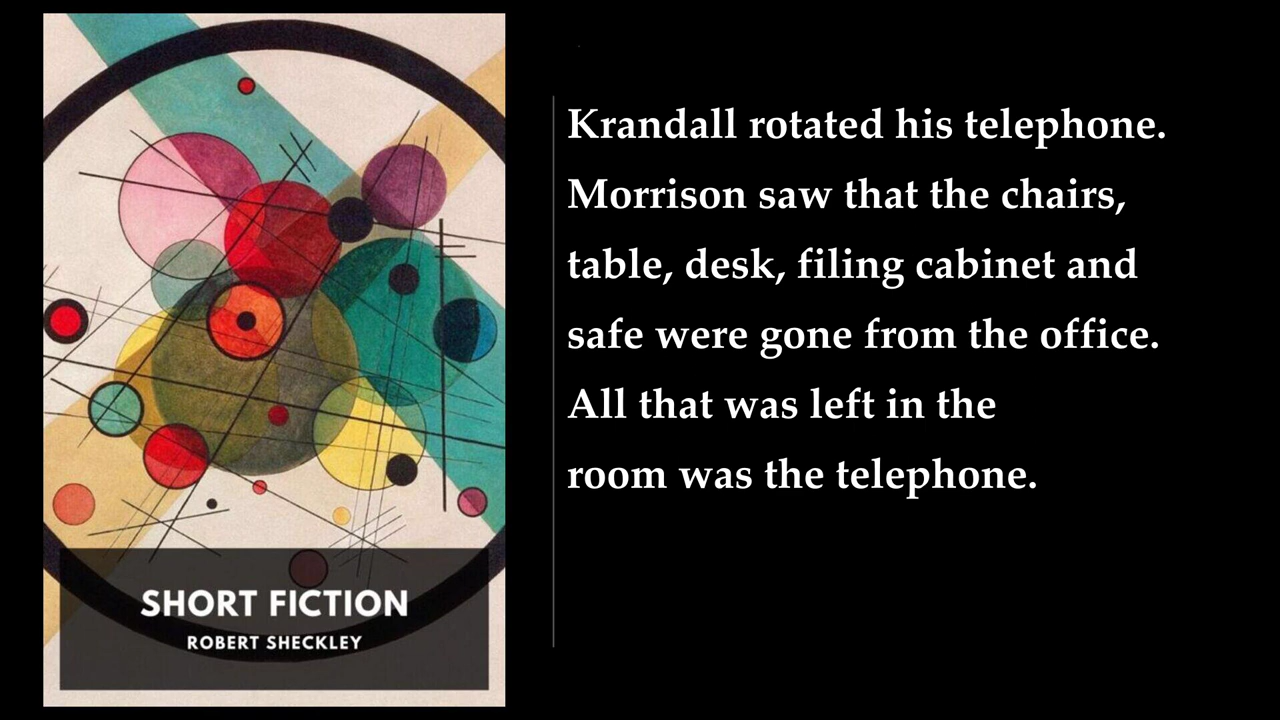 SHORT FICTION
ROBERT SHECKLEY
Krandall rotated his telephone.
Morrison saw that the chairs,
table, desk, filing cabinet and
safe were gone from the office.
All that was left in the
room was the telephone.